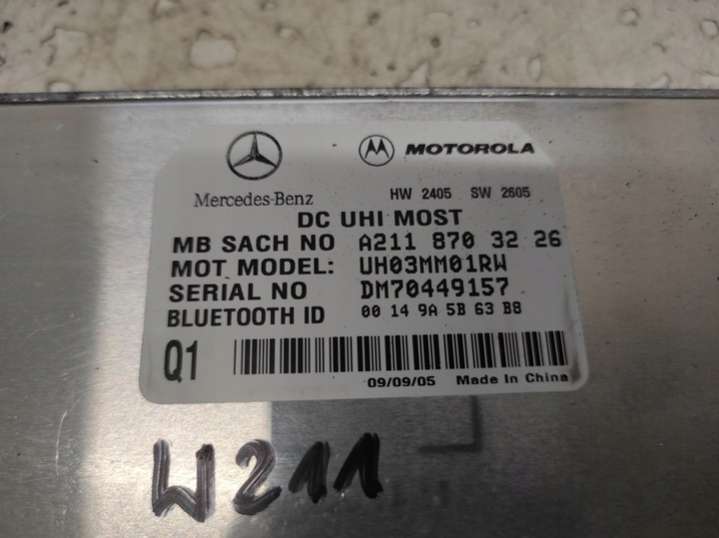 MOTOROLA
Mercedes-Benz
HW 2405 SW 2605
DC UHI MOST
MB SACH NO A211 870 32 26
MOT MODEL: UH03MM01RW
SERIAL NO DM70449157
BLUETOOTH ID 00 14 9A 5B 63 B8
Q1
09/09/05 Made In China
W211